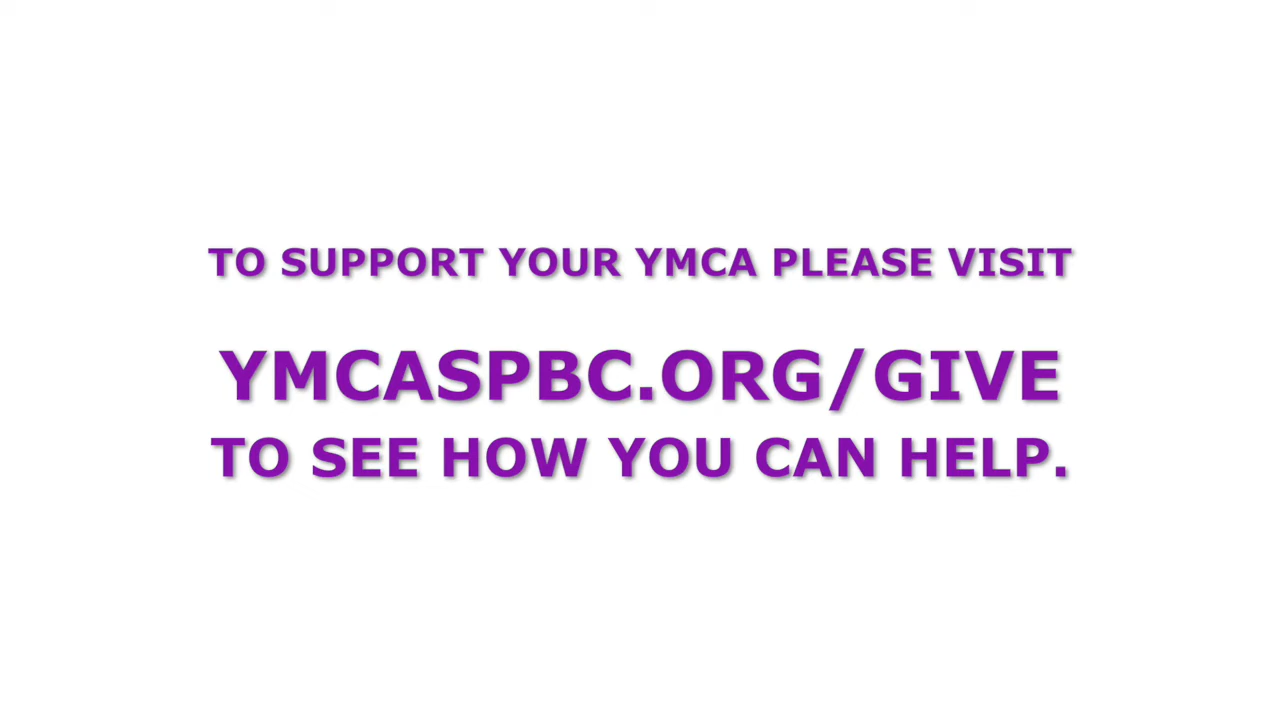 TO SUPPORT YOUR YMCA PLEASE VISIT
YMCASPBC.ORG/GIVE
TO SEE HOW YOU CAN HELP.